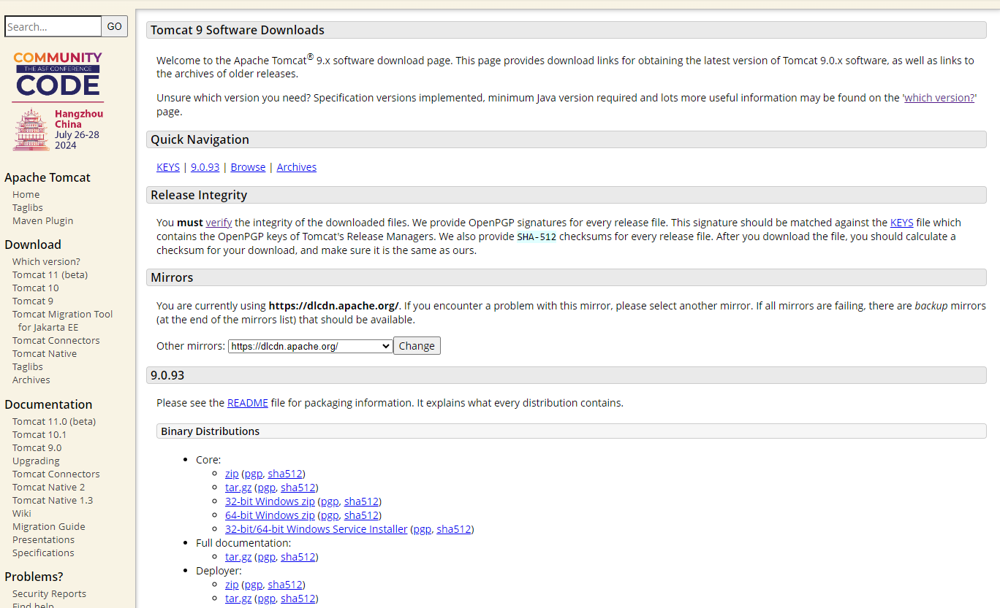 Search... GO
COMMUNITY
THE ASF CONFERENCE
CODE
Hangzhou
China
July 26-28
2024
Apache Tomcat
Home
Taglibs
Maven Plugin
Download
Which version?
Tomcat 11 (beta)
Tomcat 10
Tomcat 9
Tomcat Migration Tool
for Jakarta EE
Tomcat Connectors
Tomcat Native
Taglibs
Archives
Documentation
Tomcat 11.0 (beta)
Tomcat 10.1
Tomcat 9.0
Upgrading
Tomcat Connectors
Tomcat Native 2
Tomcat Native 1.3
Wiki
Migration Guide
Presentations
Specifications
Problems?
Security Reports
Find help
Tomcat 9 Software Downloads
Welcome to the Apache Tomcat® 9.x software download page. This page provides download links for obtaining the latest version of Tomcat 9.0.x software, as well as links to
the archives of older releases.
Unsure which version you need? Specification versions implemented, minimum Java version required and lots more useful information may be found on the 'which version?'
page.
Quick Navigation
KEYS | 9.0.93 | Browse | Archives
Release Integrity
You must verify the integrity of the downloaded files. We provide OpenPGP signatures for every release file. This signature should be matched against the KEYS file which
contains the OpenPGP keys of Tomcat's Release Managers. We also provide SHA-512 checksums for every release file. After you download the file, you should calculate a
checksum for your download, and make sure it is the same as ours.
Mirrors
You are currently using https://dlcdn.apache.org/. If you encounter a problem with this mirror, please select another mirror. If all mirrors are failing, there are backup mirrors
(at the end of the mirrors list) that should be available.
Other mirrors: https://dlcdn.apache.org/ Change
9.0.93
Please see the README file for packaging information. It explains what every distribution contains.
Binary Distributions
Core:
zip (pgp, sha512)
tar.gz (pgp, sha512)
32-bit Windows zip (pgp, sha512)
64-bit Windows zip (pgp, sha512)
32-bit/64-bit Windows Service Installer (pgp, sha512)
Full documentation:
tar.gz (pgp, sha512)
Deployer:
zip (pgp, sha512)
tar.gz (pgp, sha512)